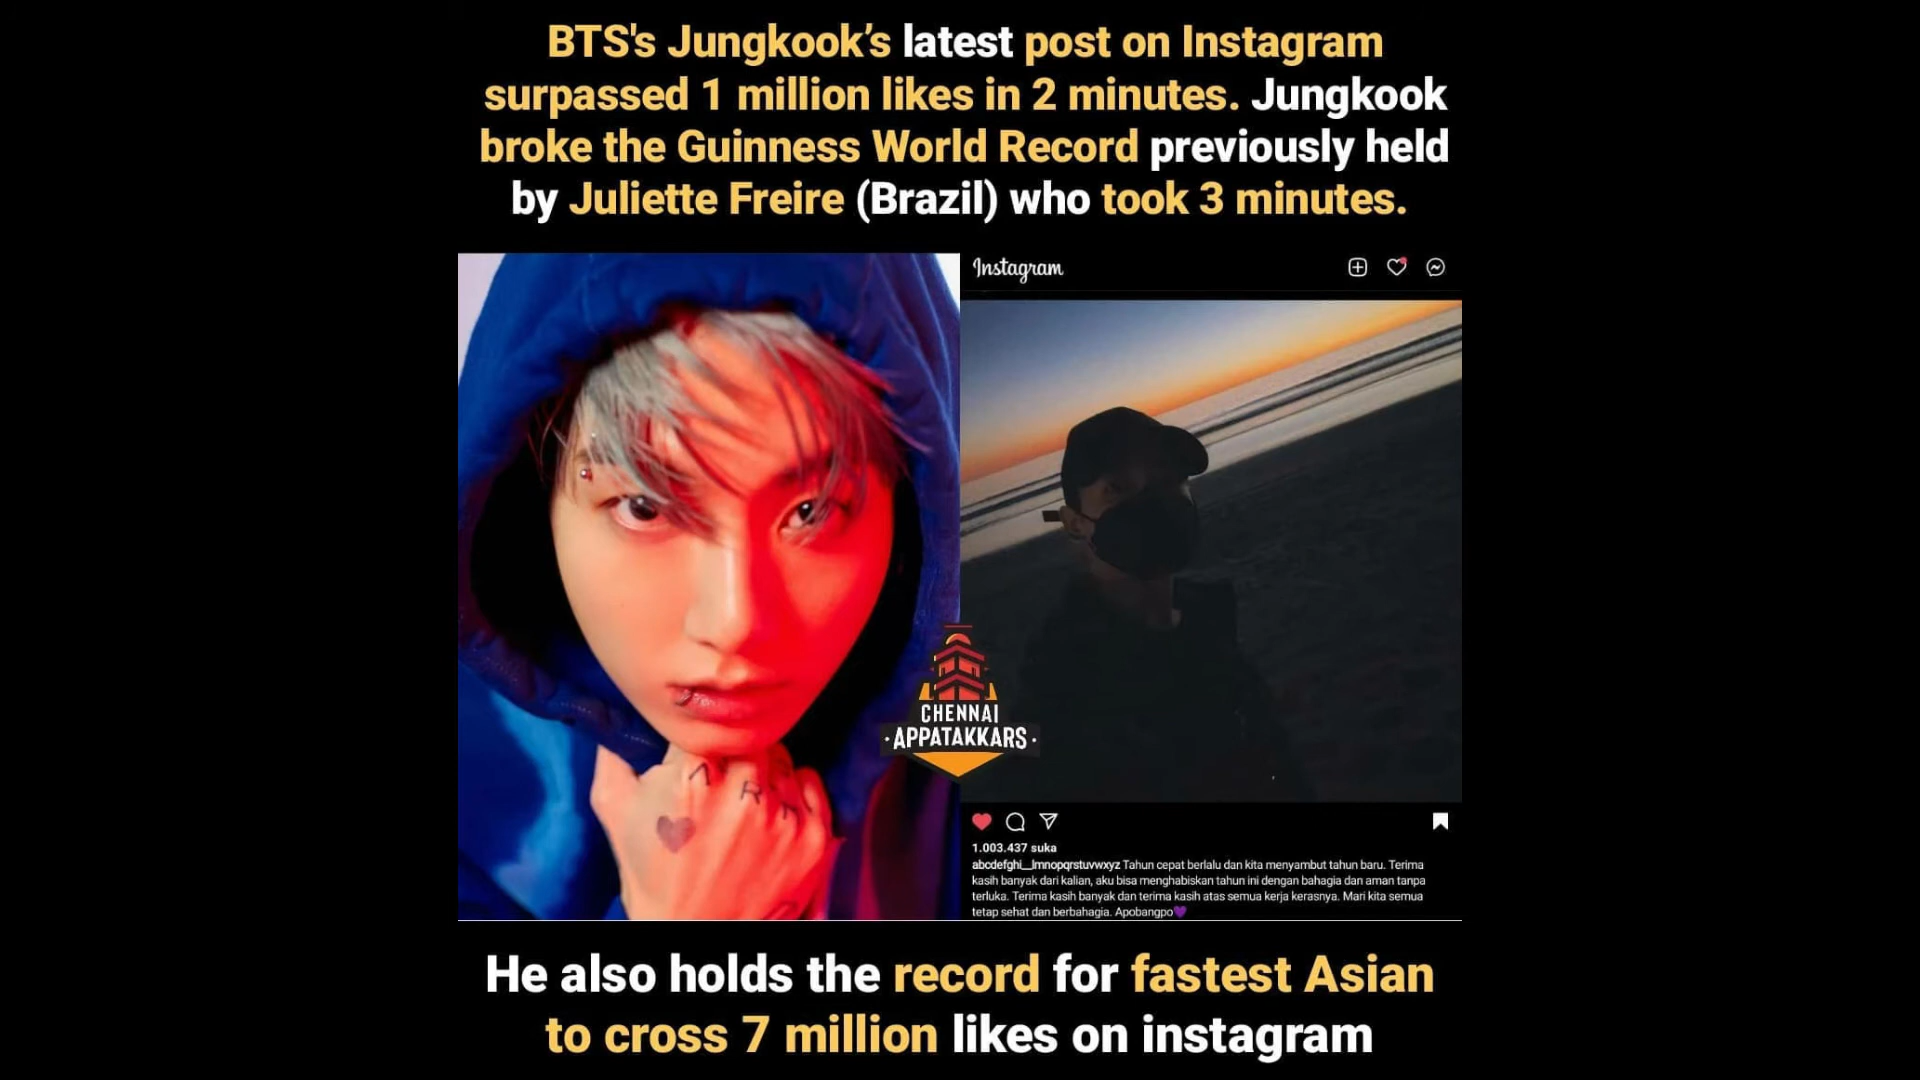 BTS's Jungkook’s latest post on Instagram
surpassed 1 million likes in 2 minutes. Jungkook
broke the Guinness World Record previously held
by Juliette Freire (Brazil) who took 3 minutes.
Instagram
CHENNAI
·APPATAKKARS·
ART
1.003.437 suka
abcdefghi__lmnopqrstuvwxyz Tahun cepat berlalu dan kita menyambut tahun baru. Terima
kasih banyak dari kalian, aku bisa menghabiskan tahun ini dengan bahagia dan aman tanpa
terluka. Terima kasih banyak dan terima kasih atas semua kerja kerasnya. Mari kita semua
tetap sehat dan berbahagia. Apobangpo💜
He also holds the record for fastest Asian
to cross 7 million likes on instagram